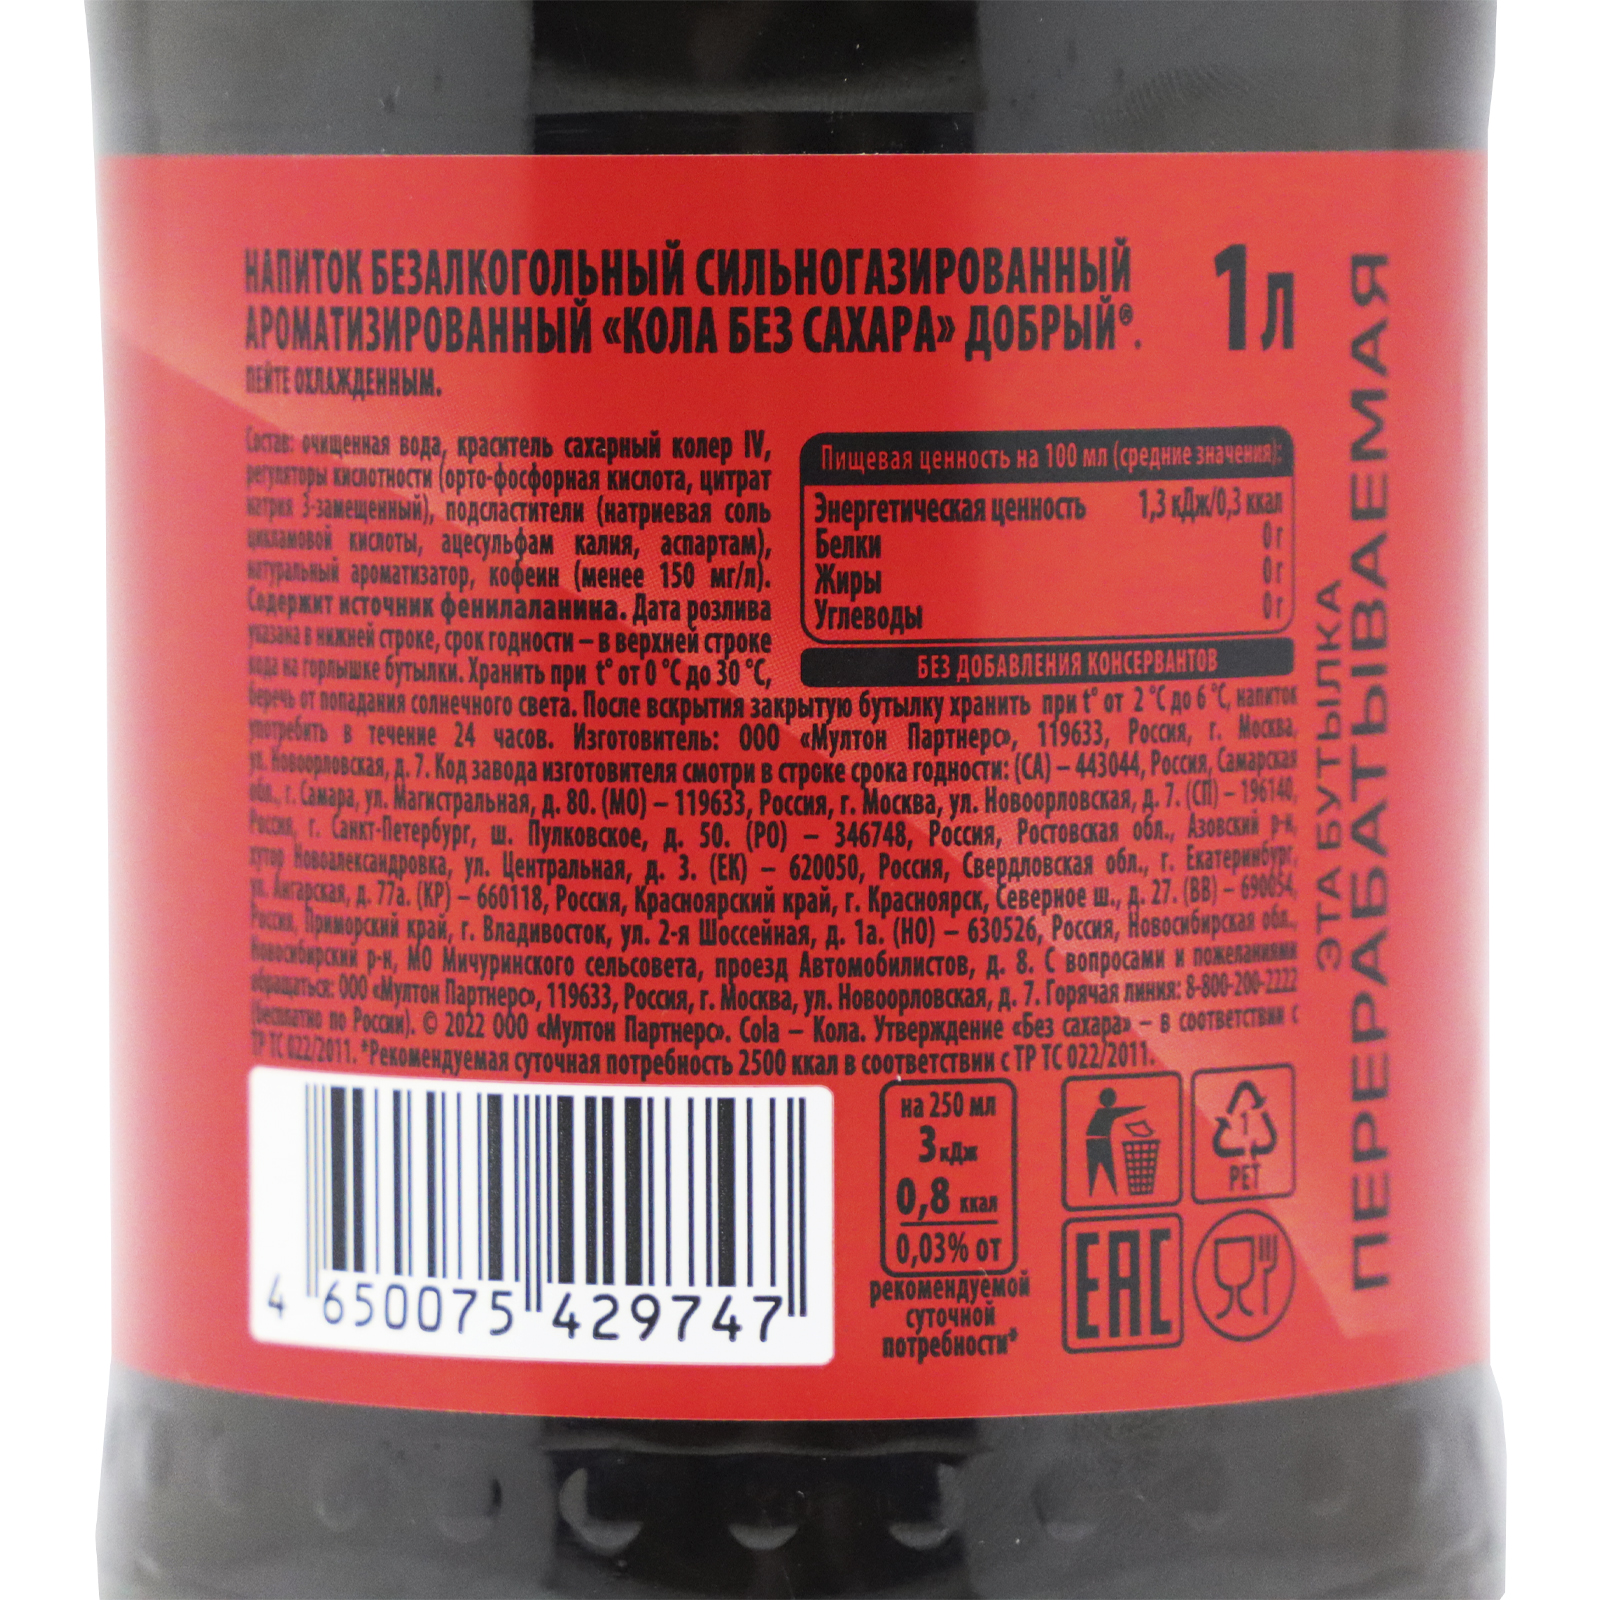 НАПИТОК БЕЗАЛКОГОЛЬНЫЙ СИЛЬНОГАЗИРОВАННЫЙ
АРОМАТИЗИРОВАННЫЙ «КОЛА БЕЗ САХАРА» ДОБРЫЙ®.
ПЕЙТЕ ОХЛАЖДЕННЫМ.
1 л
Состав: очищенная вода, краситель сахарный колер IV,
регуляторы кислотности (орто-фосфорная кислота, цитрат
натрия 3-замещенный), подсластители (натриевая соль
цикламовой кислоты, ацесульфам калия, аспартам),
натуральный ароматизатор, кофеин (менее 150 мг/л).
Содержит источник фенилаланина. Дата розлива
указана в нижней строке, срок годности – в верхней строке
кода на горлышке бутылки. Хранить при t° от 0 °C до 30 °C,
Пищевая ценность на 100 мл (средние значения):
Энергетическая ценность 1,3 кДж/0,3 ккал
Белки 0 г
Жиры 0 г
Углеводы 0 г
БЕЗ ДОБАВЛЕНИЯ КОНСЕРВАНТОВ
беречь от попадания солнечного света. После вскрытия закрытую бутылку хранить при t° от 2 °C до 6 °C, напиток
употребить в течение 24 часов. Изготовитель: ООО «Мултон Партнерс», 119633, Россия, г. Москва,
ул. Новоорловская, д. 7. Код завода изготовителя смотри в строке срока годности: (СА) – 443044, Россия, Самарская
обл., г. Самара, ул. Магистральная, д. 80. (МО) – 119633, Россия, г. Москва, ул. Новоорловская, д. 7. (СП) – 196140,
Россия, г. Санкт-Петербург, ш. Пулковское, д. 50. (РО) – 346748, Россия, Ростовская обл., Азовский р-н,
хутор Новоалександровка, ул. Центральная, д. 3. (ЕК) – 620050, Россия, Свердловская обл., г. Екатеринбург,
ул. Ангарская, д. 77а. (КР) – 660118, Россия, Красноярский край, г. Красноярск, Северное ш., д. 27. (ВВ) – 690054,
Россия, Приморский край, г. Владивосток, ул. 2-я Шоссейная, д. 1а. (НО) – 630526, Россия, Новосибирская обл.,
Новосибирский р-н, МО Мичуринского сельсовета, проезд Автомобилистов, д. 8. С вопросами и пожеланиями
обращаться: ООО «Мултон Партнерс», 119633, Россия, г. Москва, ул. Новоорловская, д. 7. Горячая линия: 8-800-200-2222
(бесплатно по России). © 2022 ООО «Мултон Партнерс». Cola – Кола. Утверждение «Без сахара» – в соответствии с
ТР ТС 022/2011. *Рекомендуемая суточная потребность 2500 ккал в соответствии с ТР ТС 022/2011.
4 650075 429747
на 250 мл
3 кДж
0,8 ккал
0,03% от
рекомендуемой
суточной
потребности*
1
PET
EAC
ЭТА БУТЫЛКА
ПЕРЕРАБАТЫВАЕМАЯ